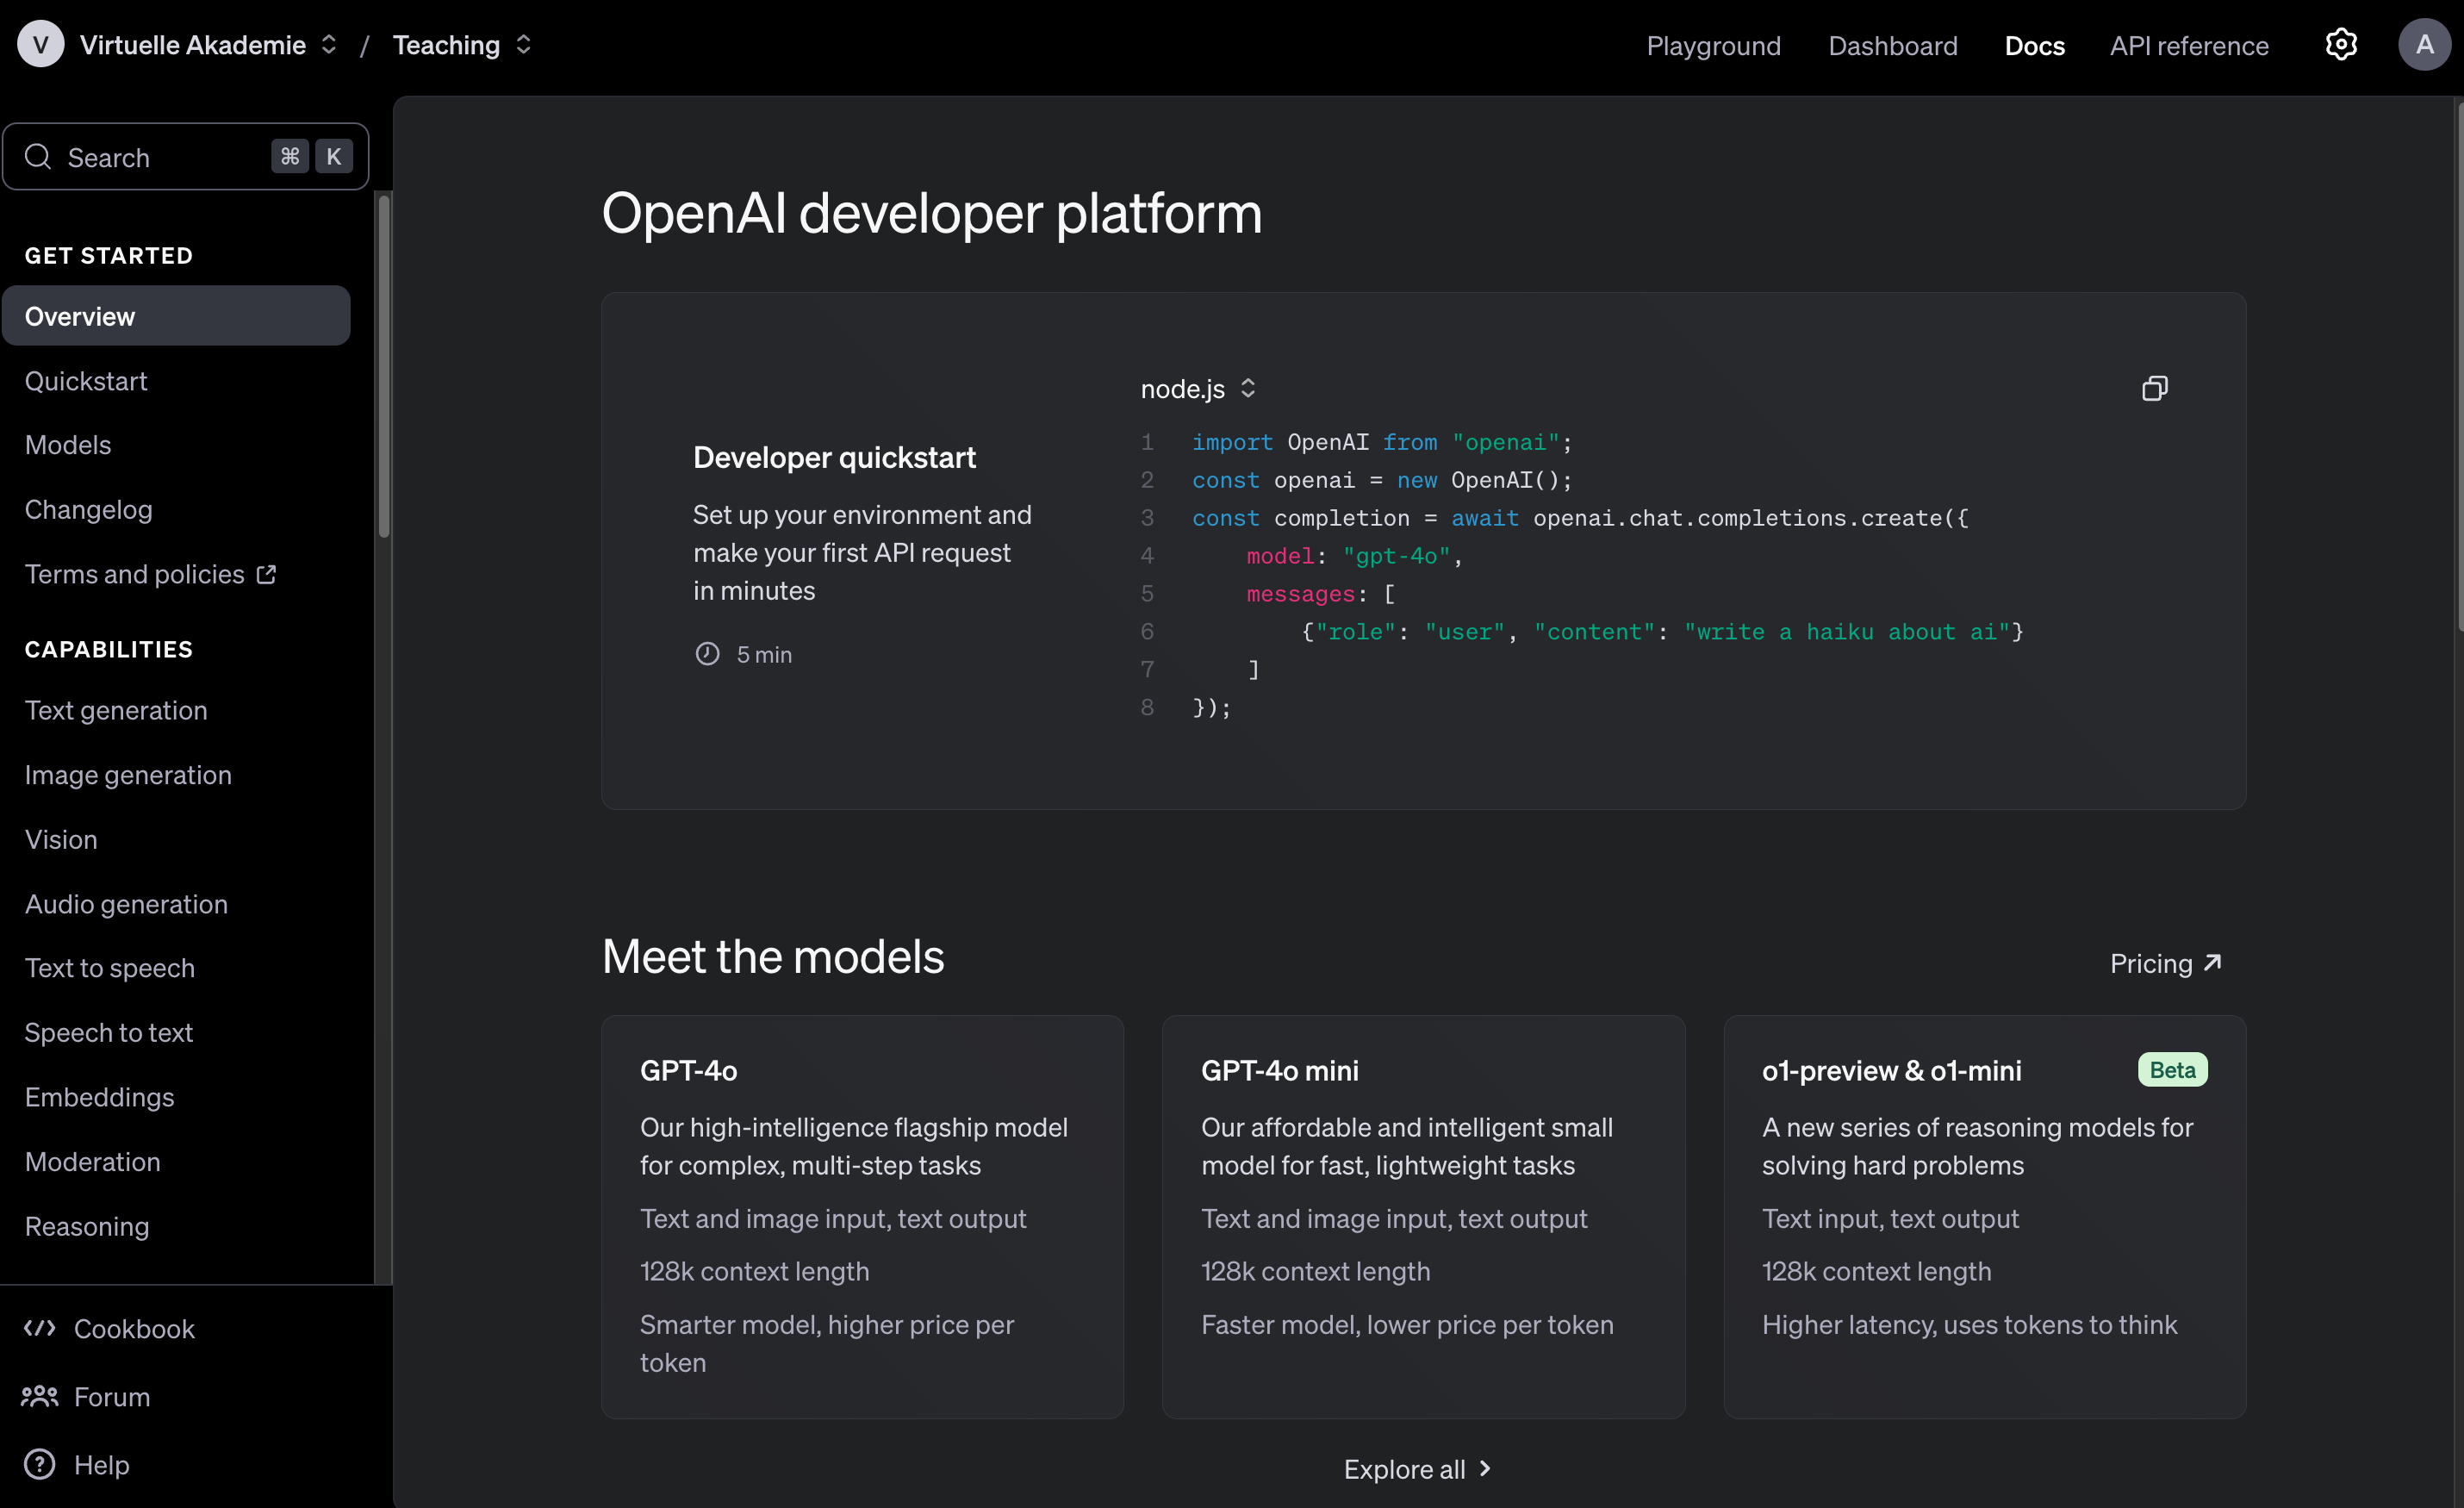 V Virtuelle Akademie / Teaching
Playground Dashboard Docs API reference A
Search ⌘ K
GET STARTED
Overview
Quickstart
Models
Changelog
Terms and policies
CAPABILITIES
Text generation
Image generation
Vision
Audio generation
Text to speech
Speech to text
Embeddings
Moderation
Reasoning
Cookbook
Forum
Help
OpenAI developer platform
Developer quickstart
Set up your environment and
make your first API request
in minutes
5 min
node.js
1 import OpenAI from "openai";
2 const openai = new OpenAI();
3 const completion = await openai.chat.completions.create({
4     model: "gpt-4o",
5     messages: [
6         {"role": "user", "content": "write a haiku about ai"}
7     ]
8 });
Meet the models
Pricing
GPT-4o
Our high-intelligence flagship model
for complex, multi-step tasks
Text and image input, text output
128k context length
Smarter model, higher price per
token
GPT-4o mini
Our affordable and intelligent small
model for fast, lightweight tasks
Text and image input, text output
128k context length
Faster model, lower price per token
o1-preview & o1-mini Beta
A new series of reasoning models for
solving hard problems
Text input, text output
128k context length
Higher latency, uses tokens to think
Explore all